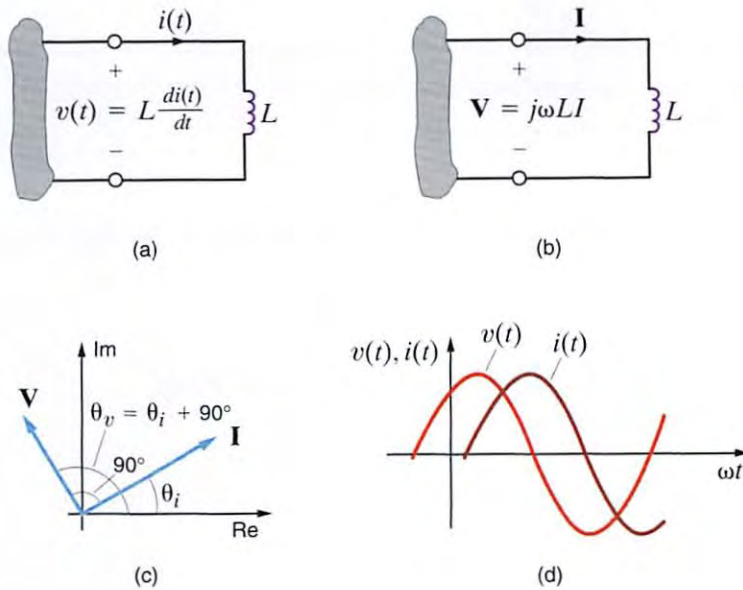 i(t)
+
v(t) = L di(t)/dt
L
−
(a)
I
+
V = jωLI
L
−
(b)
Im
V
θv = θi + 90°
I
90°
θi
Re
(c)
v(t), i(t)
v(t)
i(t)
ωt
(d)